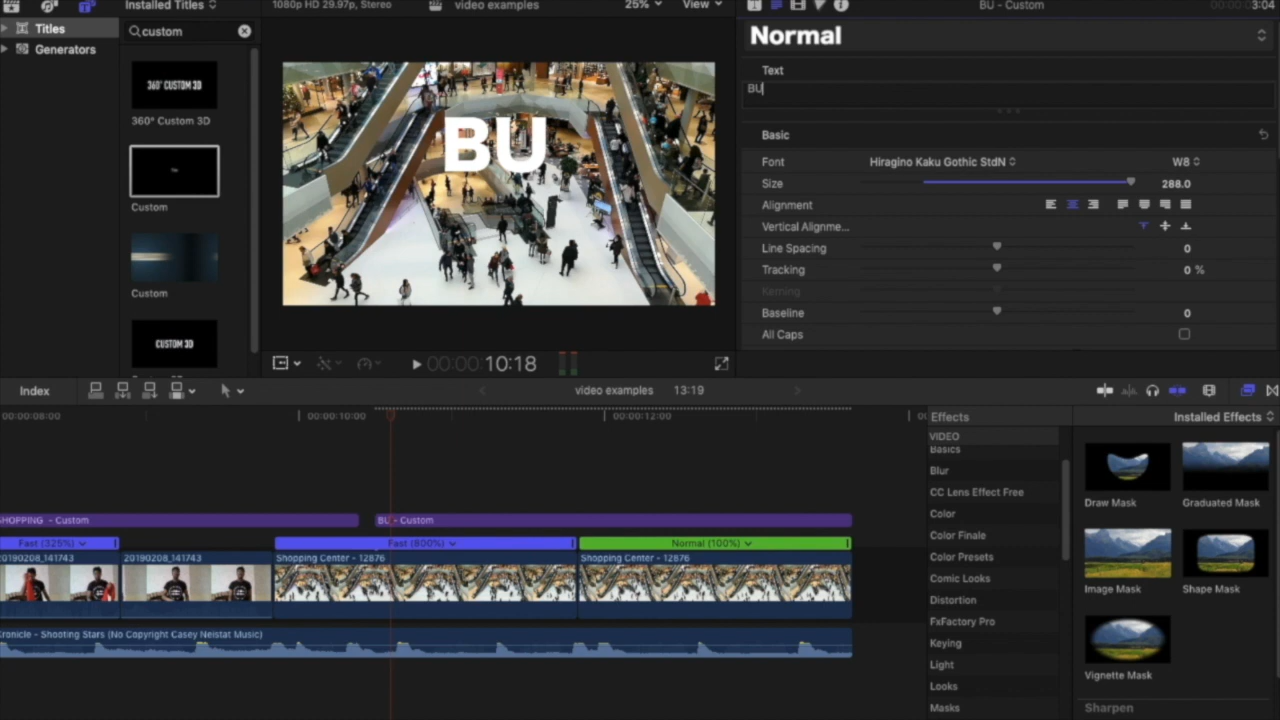 Installed Titles
1080p HD 29.97p, Stereo
video examples
25%
View
BU - Custom
3:04
Titles
custom
Generators
360° CUSTOM 3D
360° Custom 3D
Custom
Custom
CUSTOM 3D
BU
Normal
Text
BU
Basic
Font
Hiragino Kaku Gothic StdN
W8
Size
288.0
Alignment
Vertical Alignme...
Line Spacing
0
Tracking
0 %
Kerning
Baseline
0
All Caps
00:00:10:18
Index
video examples
13:19
00:00:08:00
00:00:10:00
00:00:12:00
SHOPPING - Custom
BU - Custom
Fast (325%)
Fast (800%)
Normal (100%)
20190208_141743
20190208_141743
Shopping Center - 12876
Shopping Center - 12876
Kronicle - Shooting Stars (No Copyright Casey Neistat Music)
Effects
Installed Effects
VIDEO
Basics
Blur
CC Lens Effect Free
Color
Color Finale
Color Presets
Comic Looks
Distortion
FxFactory Pro
Keying
Light
Looks
Masks
Draw Mask
Graduated Mask
Image Mask
Shape Mask
Vignette Mask
Sharpen